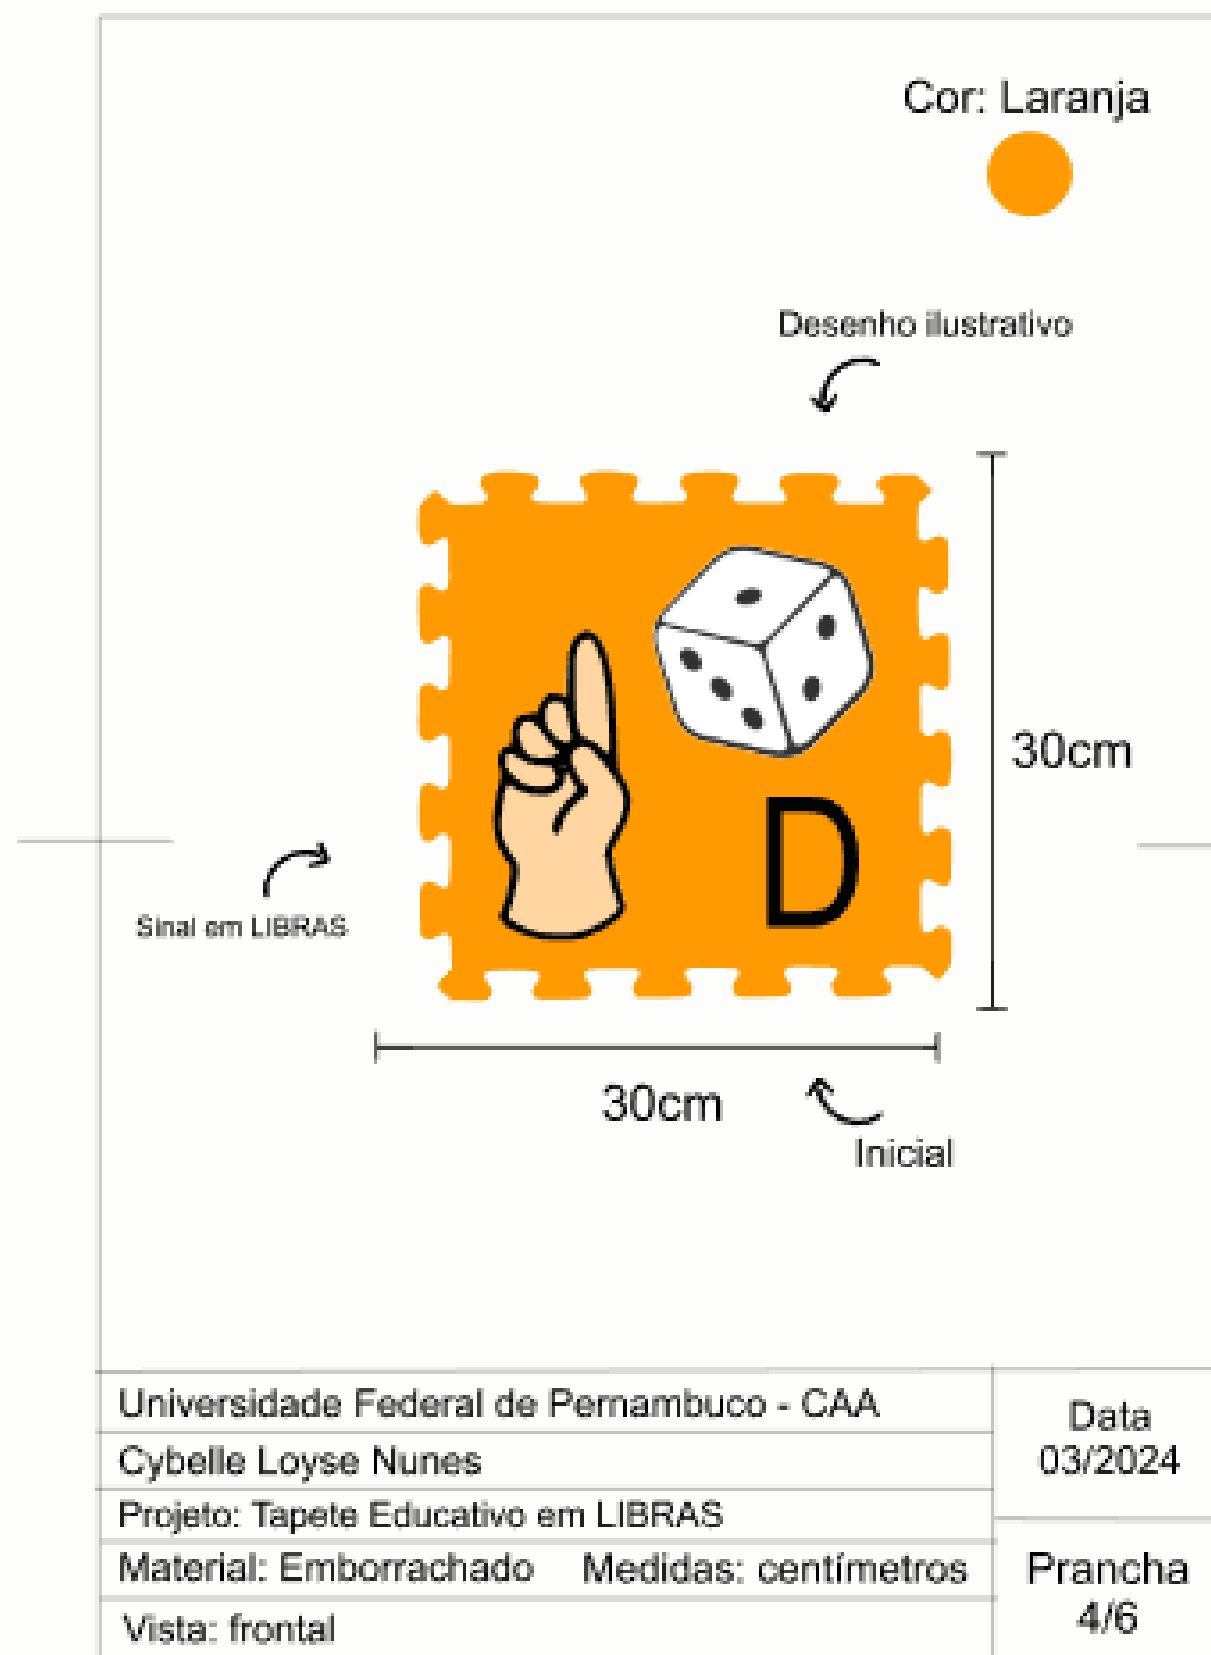 Cor: Laranja
Desenho ilustrativo
30cm
D
Sinal em LIBRAS
30cm
Inicial
Universidade Federal de Pernambuco - CAA
Cybelle Loyse Nunes
Projeto: Tapete Educativo em LIBRAS
Material: Emborrachado Medidas: centímetros
Vista: frontal
Data
03/2024
Prancha
4/6